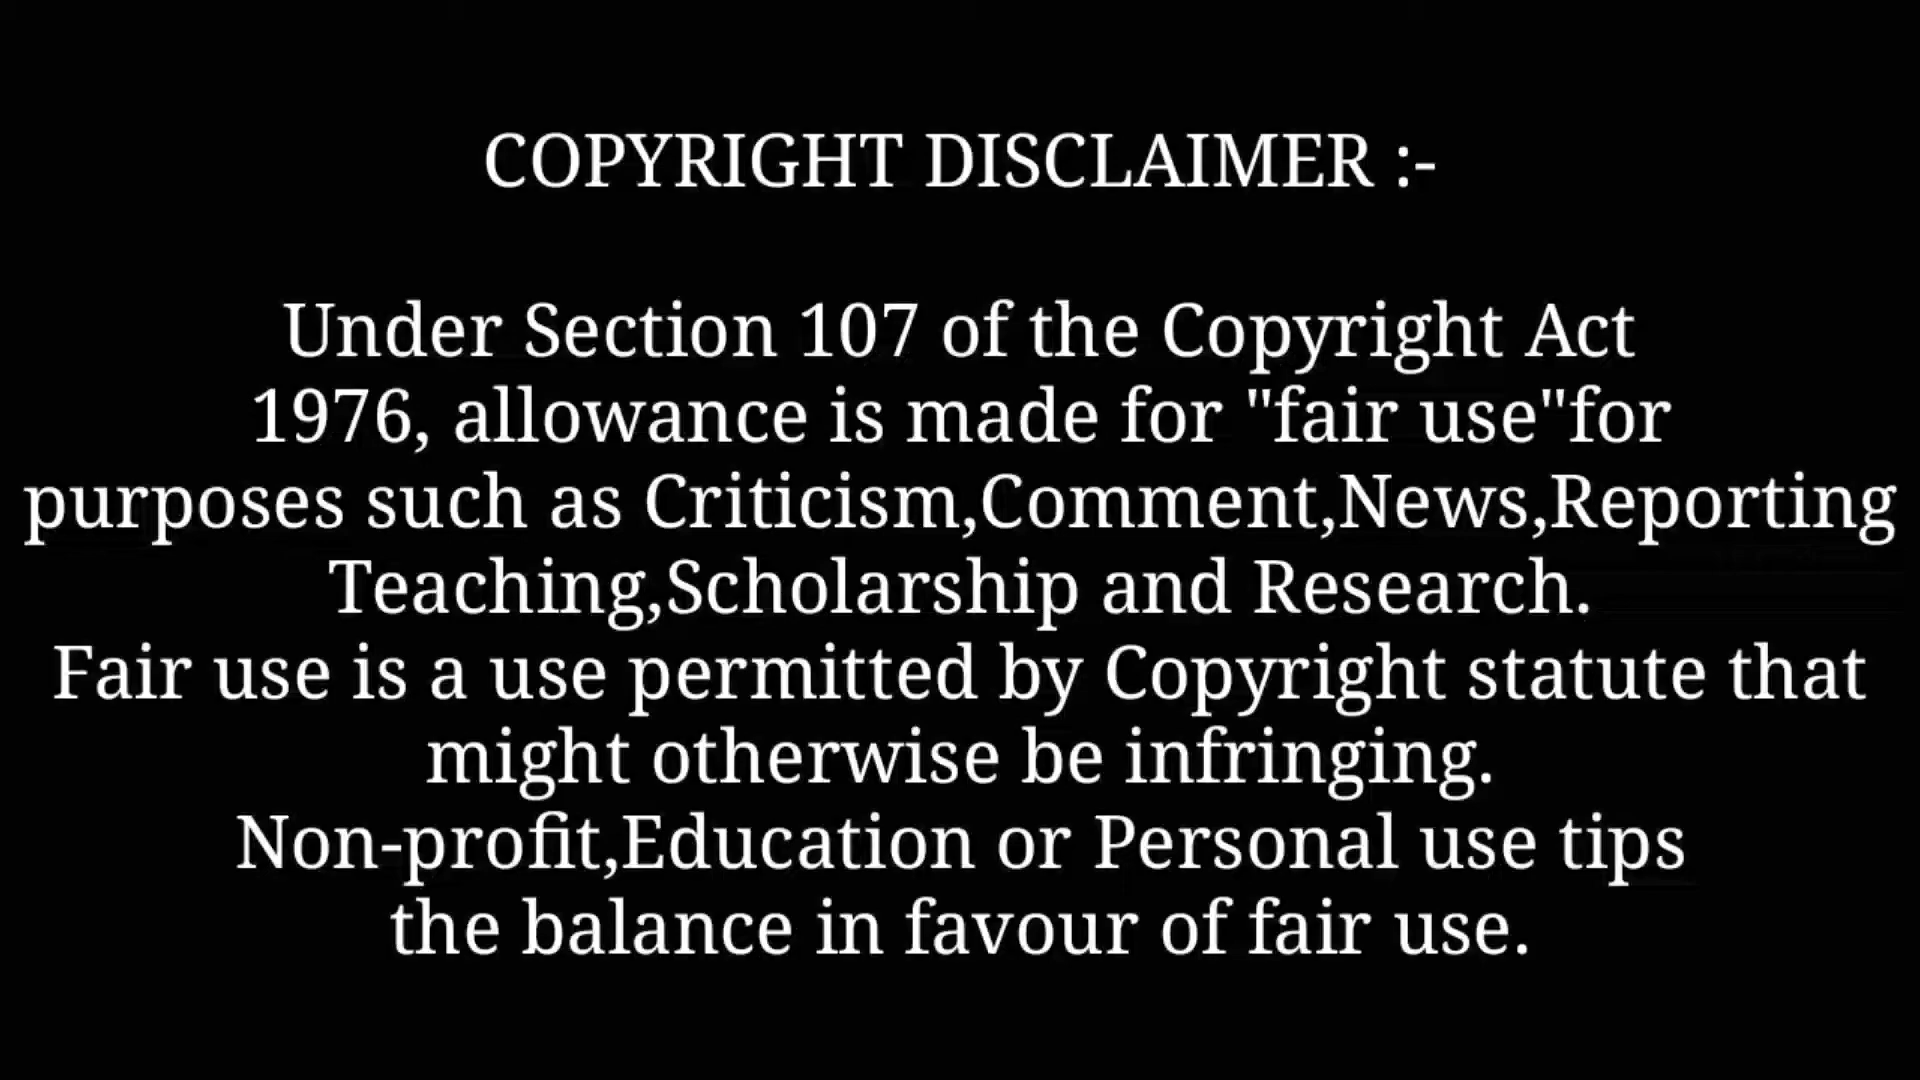 COPYRIGHT DISCLAIMER :-
Under Section 107 of the Copyright Act
1976, allowance is made for "fair use"for
purposes such as Criticism,Comment,News,Reporting
Teaching,Scholarship and Research.
Fair use is a use permitted by Copyright statute that
might otherwise be infringing.
Non-profit,Education or Personal use tips
the balance in favour of fair use.